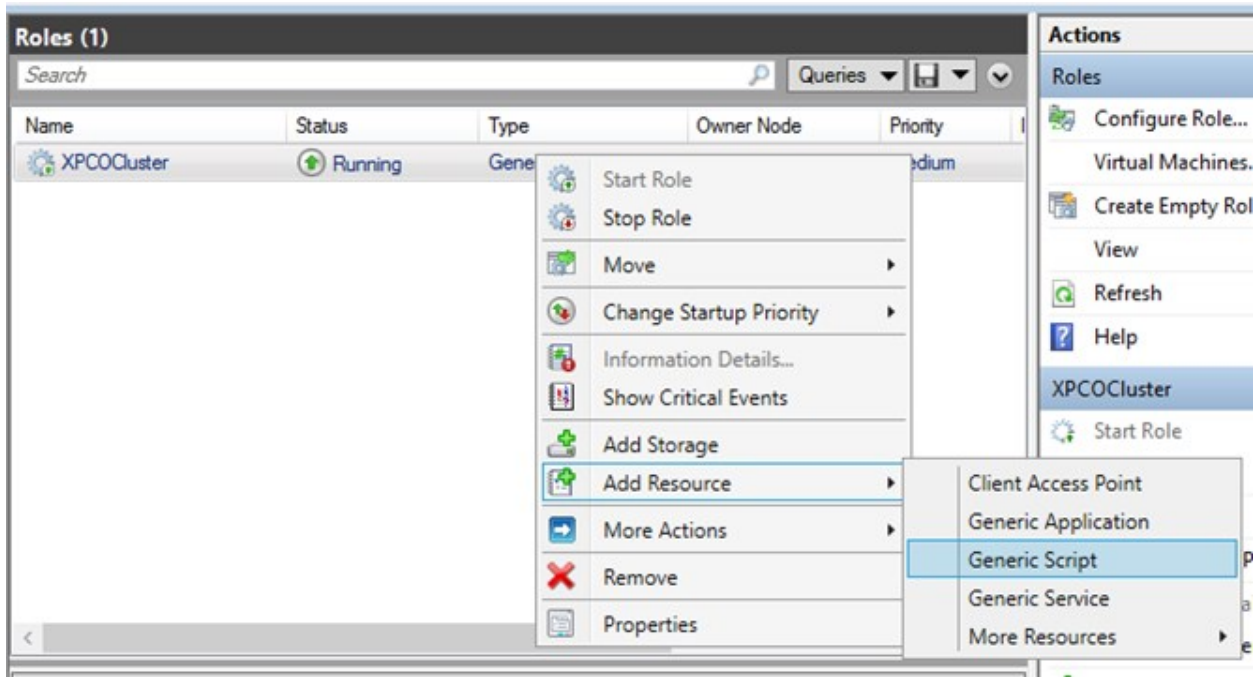 Roles (1)
Search
Queries
Name Status Type Owner Node Priority
XPCOCluster Running Gene edium
Start Role
Stop Role
Move
Change Startup Priority
Information Details...
Show Critical Events
Add Storage
Add Resource
More Actions
Remove
Properties
Client Access Point
Generic Application
Generic Script
Generic Service
More Resources
Actions
Roles
Configure Role...
Virtual Machines.
Create Empty Rol
View
Refresh
Help
XPCOCluster
Start Role